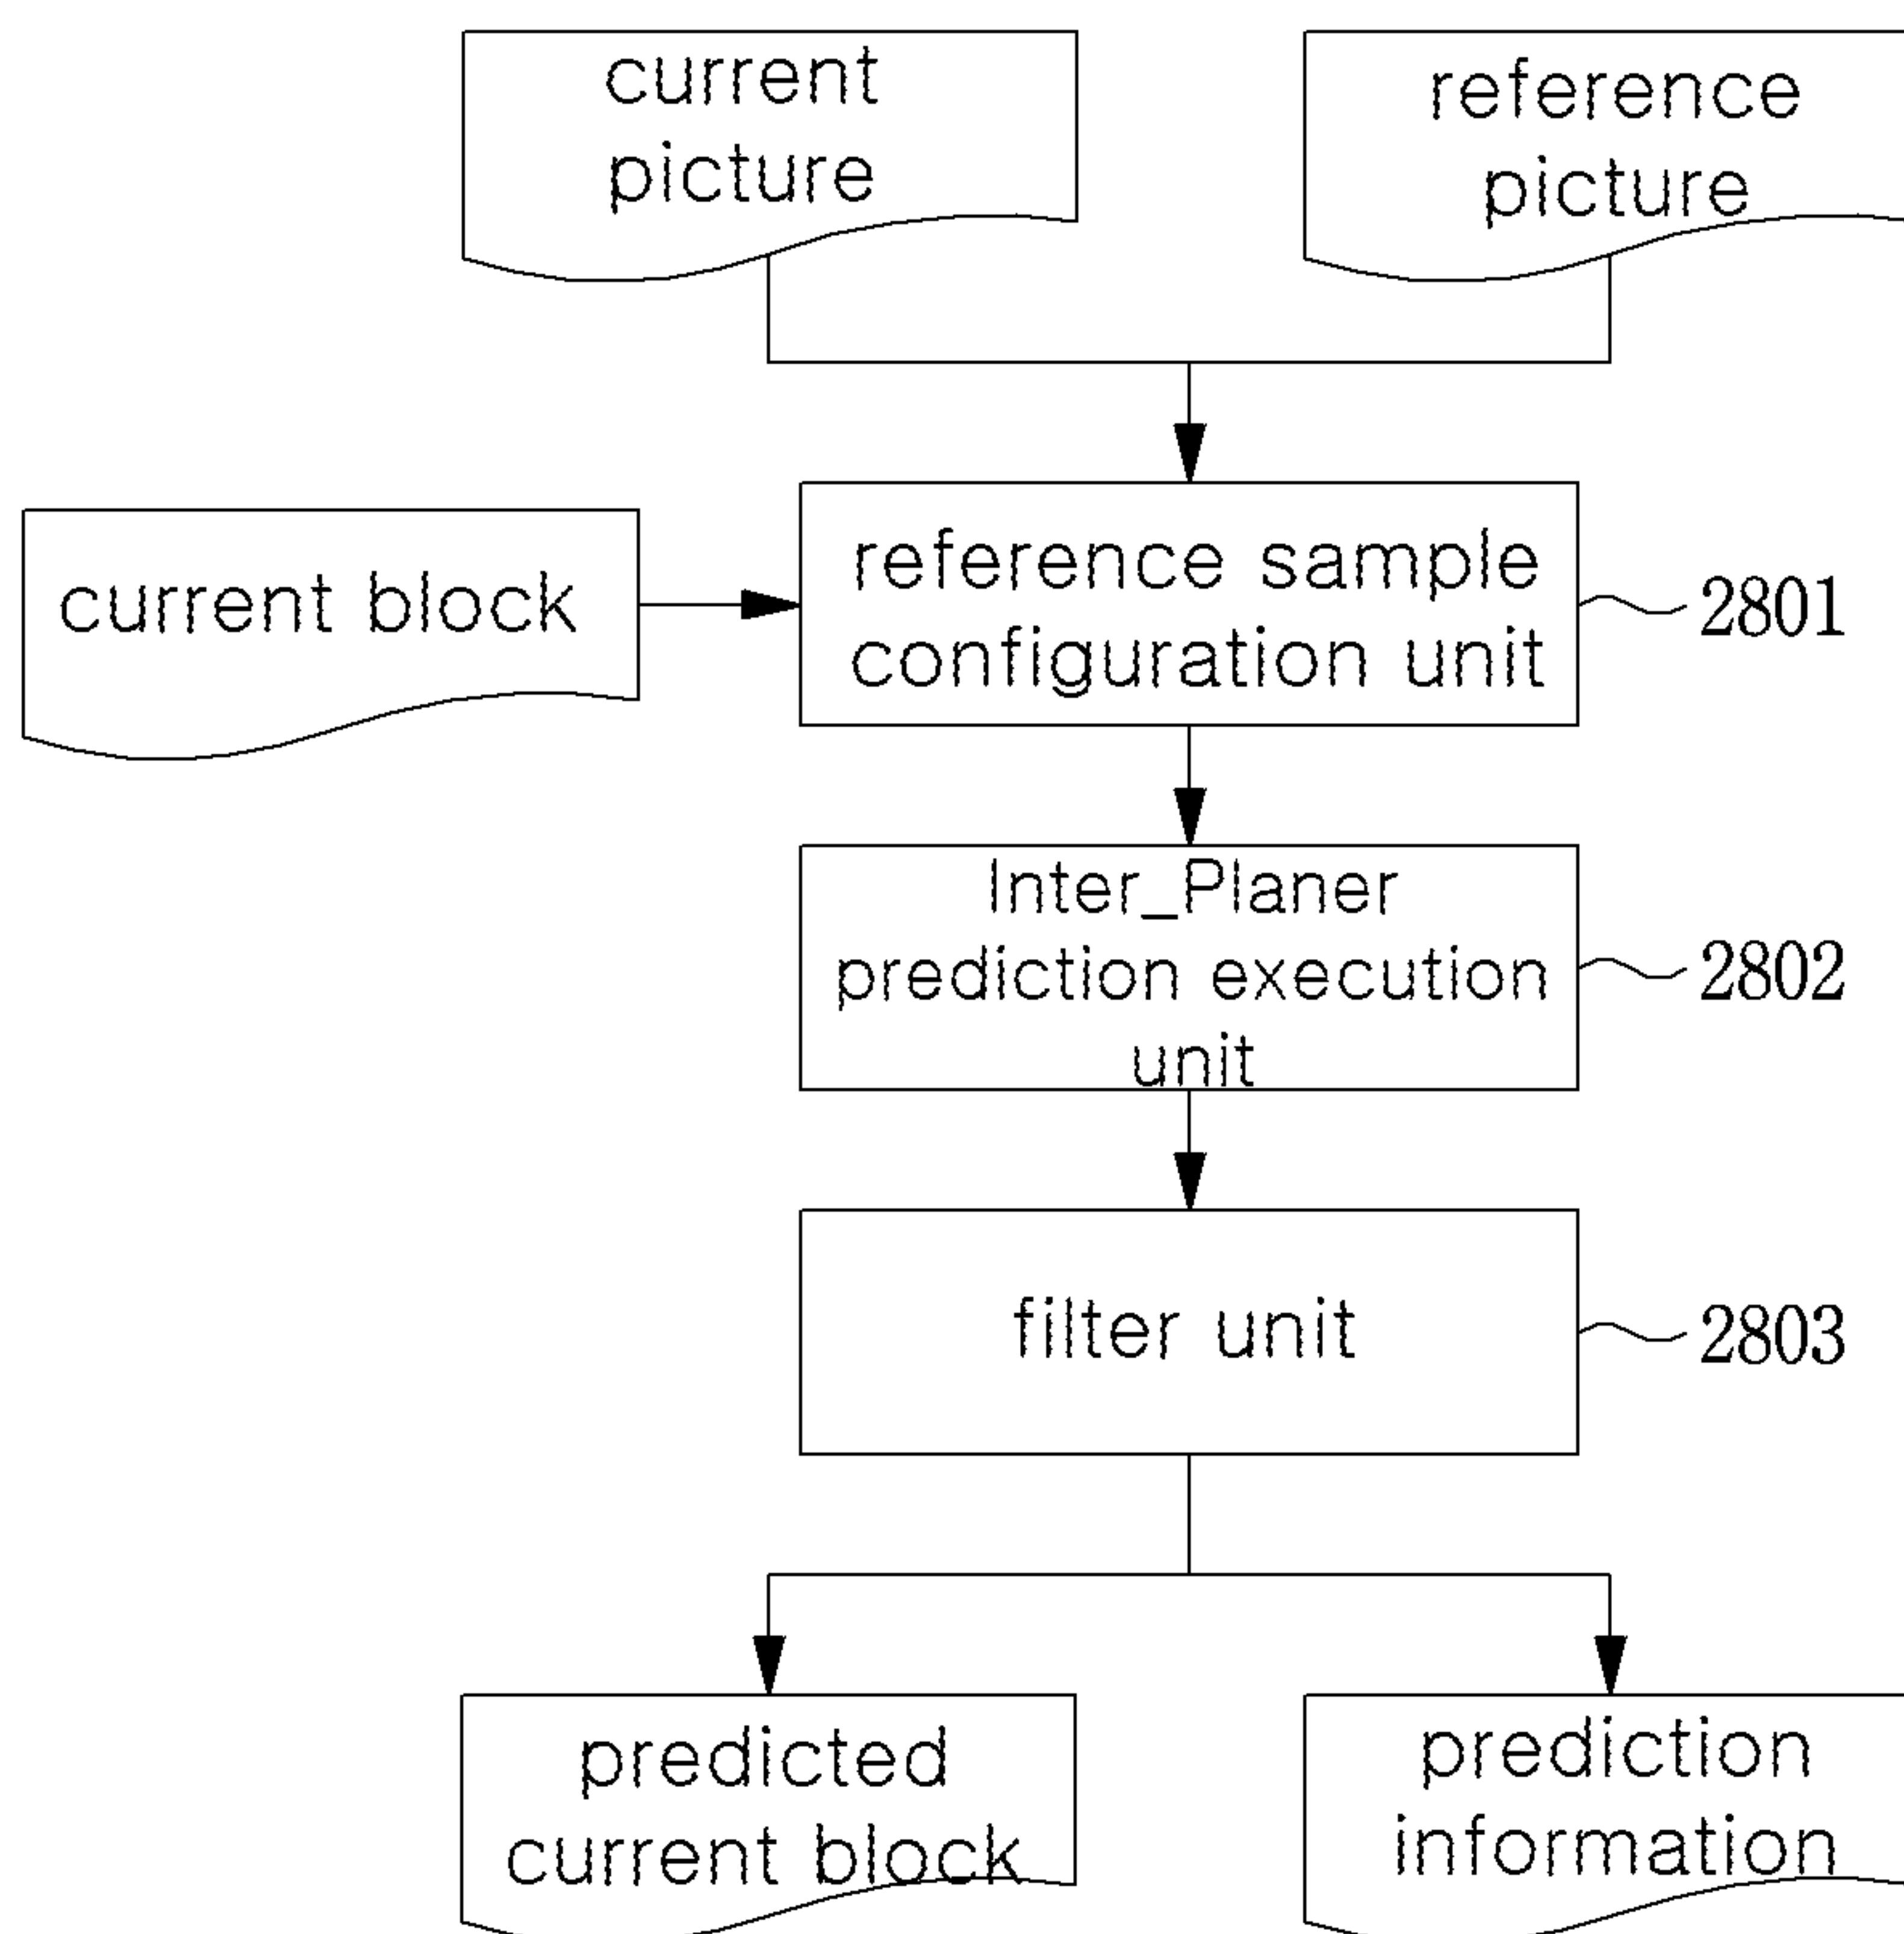 current
picture
reference
picture
current block
reference sample
configuration unit
2801
Inter_Planer
prediction execution
unit
2802
filter unit
2803
predicted
current block
prediction
information